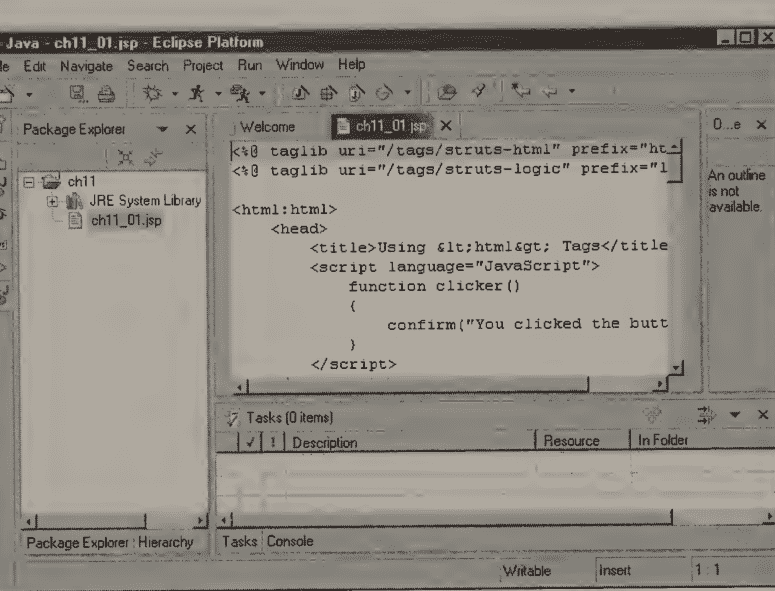 Java - ch11_01.jsp - Eclipse Platform
le Edit Navigate Search Project Run Window Help
Package Explorer
Welcome
ch11_01.jsp
O...e
<%@ taglib uri="/tags/struts-html" prefix="ht
<%@ taglib uri="/tags/struts-logic" prefix="l
ch11
JRE System Library
ch11_01.jsp
An outline
is not
available.
<html:html>
<head>
<title>Using &lt;html&gt; Tags</title
<script language="JavaScript">
function clicker()
{
confirm("You clicked the butt
}
</script>
Tasks (0 items)
! Description Resource In Folder
Package Explorer Hierarchy
Tasks Console
Writable Insert 1 : 1